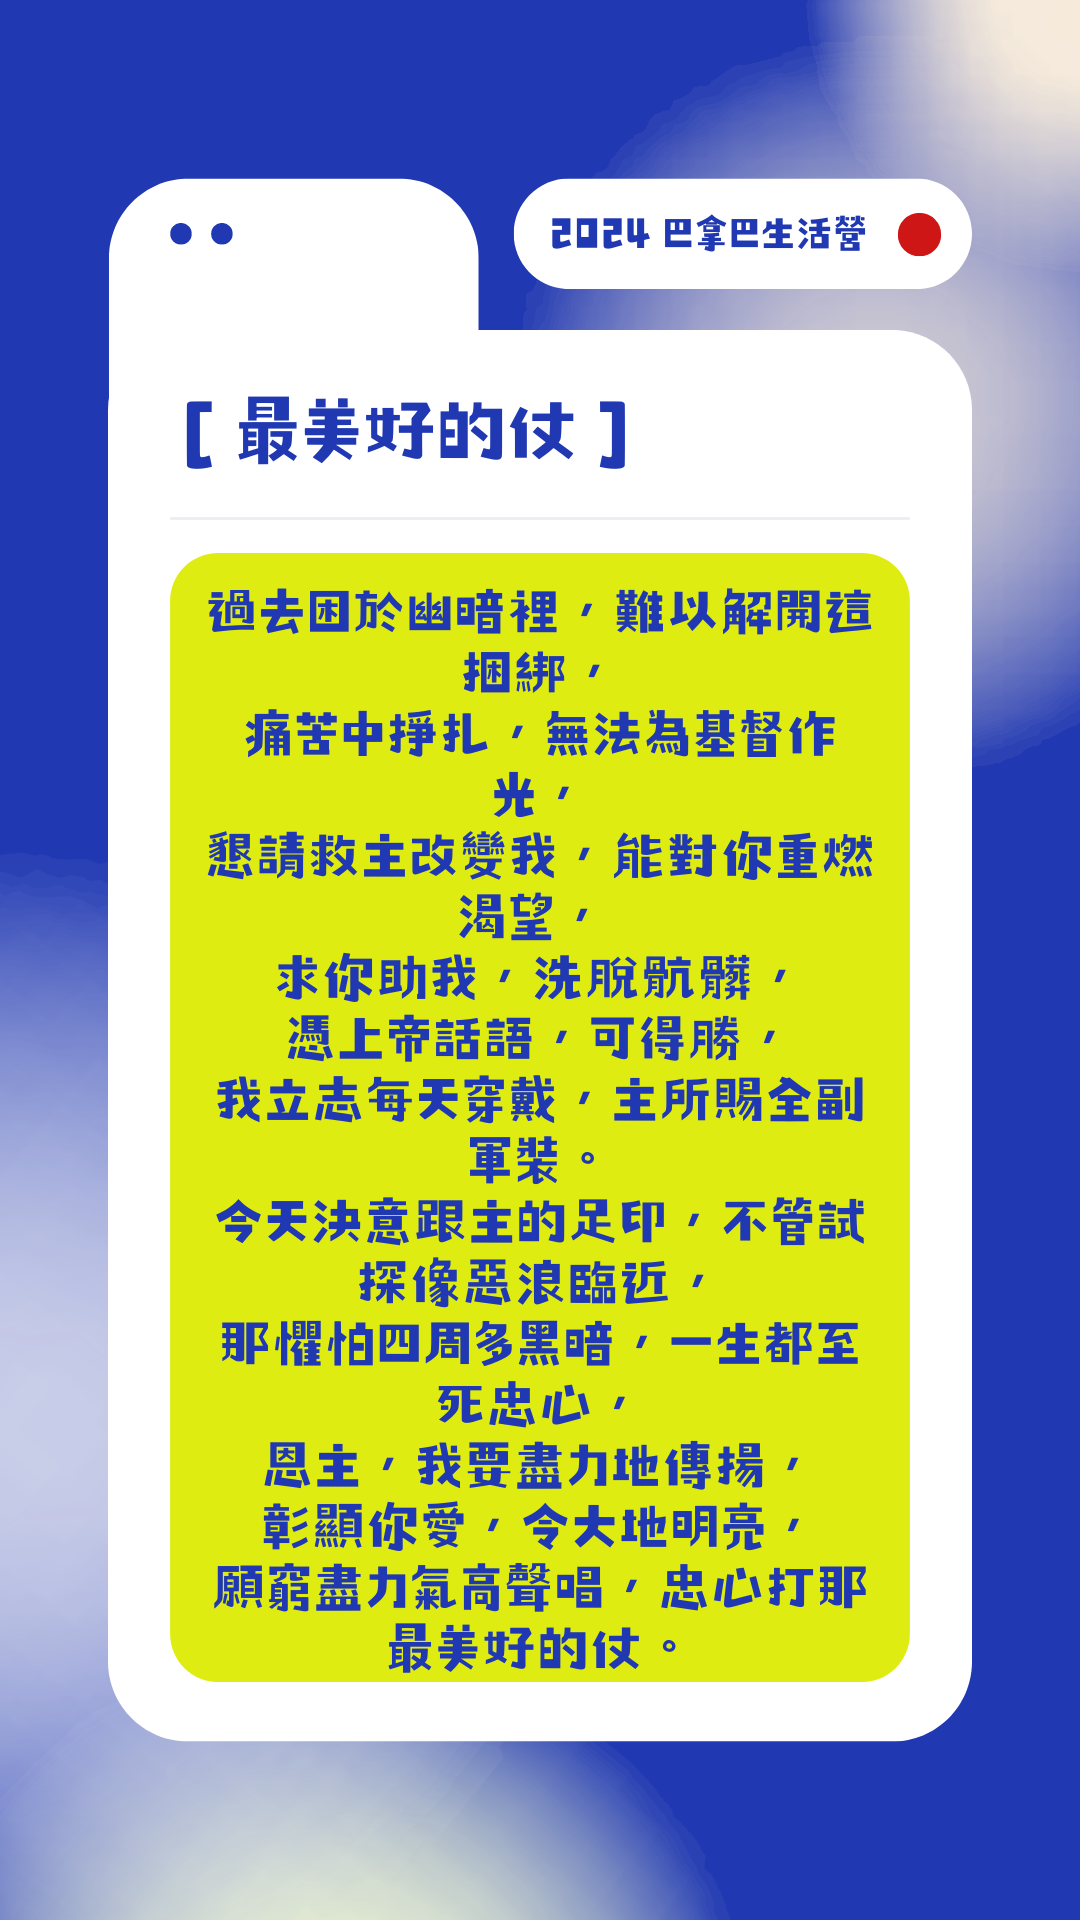 2024 巴拿巴生活營
[ 最美好的仗 ]
過去困於幽暗裡，難以解開這
捆綁，
痛苦中掙扎，無法為基督作
光，
懇請救主改變我，能對你重燃
渴望，
求你助我，洗脫骯髒，
憑上帝話語，可得勝，
我立志每天穿戴，主所賜全副
軍裝。
今天決意跟主的足印，不管試
探像惡浪臨近，
那懼怕四周多黑暗，一生都至
死忠心，
恩主，我要盡力地傳揚，
彰顯你愛，令大地明亮，
願窮盡力氣高聲唱，忠心打那
最美好的仗。